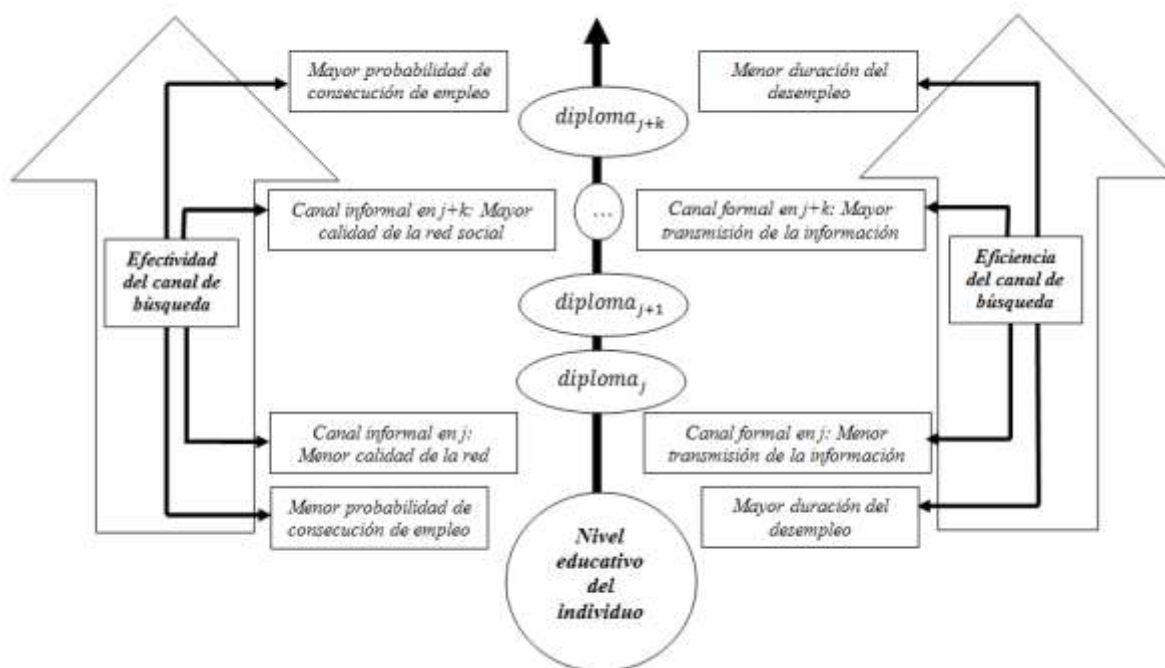 Mayor probabilidad de
consecución de empleo
Menor duración del
desempleo
diploma j+k
Canal informal en j+k: Mayor
calidad de la red social
...
Canal formal en j+k: Mayor
transmisión de la información
Efectividad
del canal de
búsqueda
Eficiencia
del canal de
búsqueda
diploma j+1
diploma j
Canal informal en j:
Menor calidad de la red
Canal formal en j: Menor
transmisión de la información
Menor probabilidad de
consecución de empleo
Mayor duración del
desempleo
Nivel
educativo
del
individuo